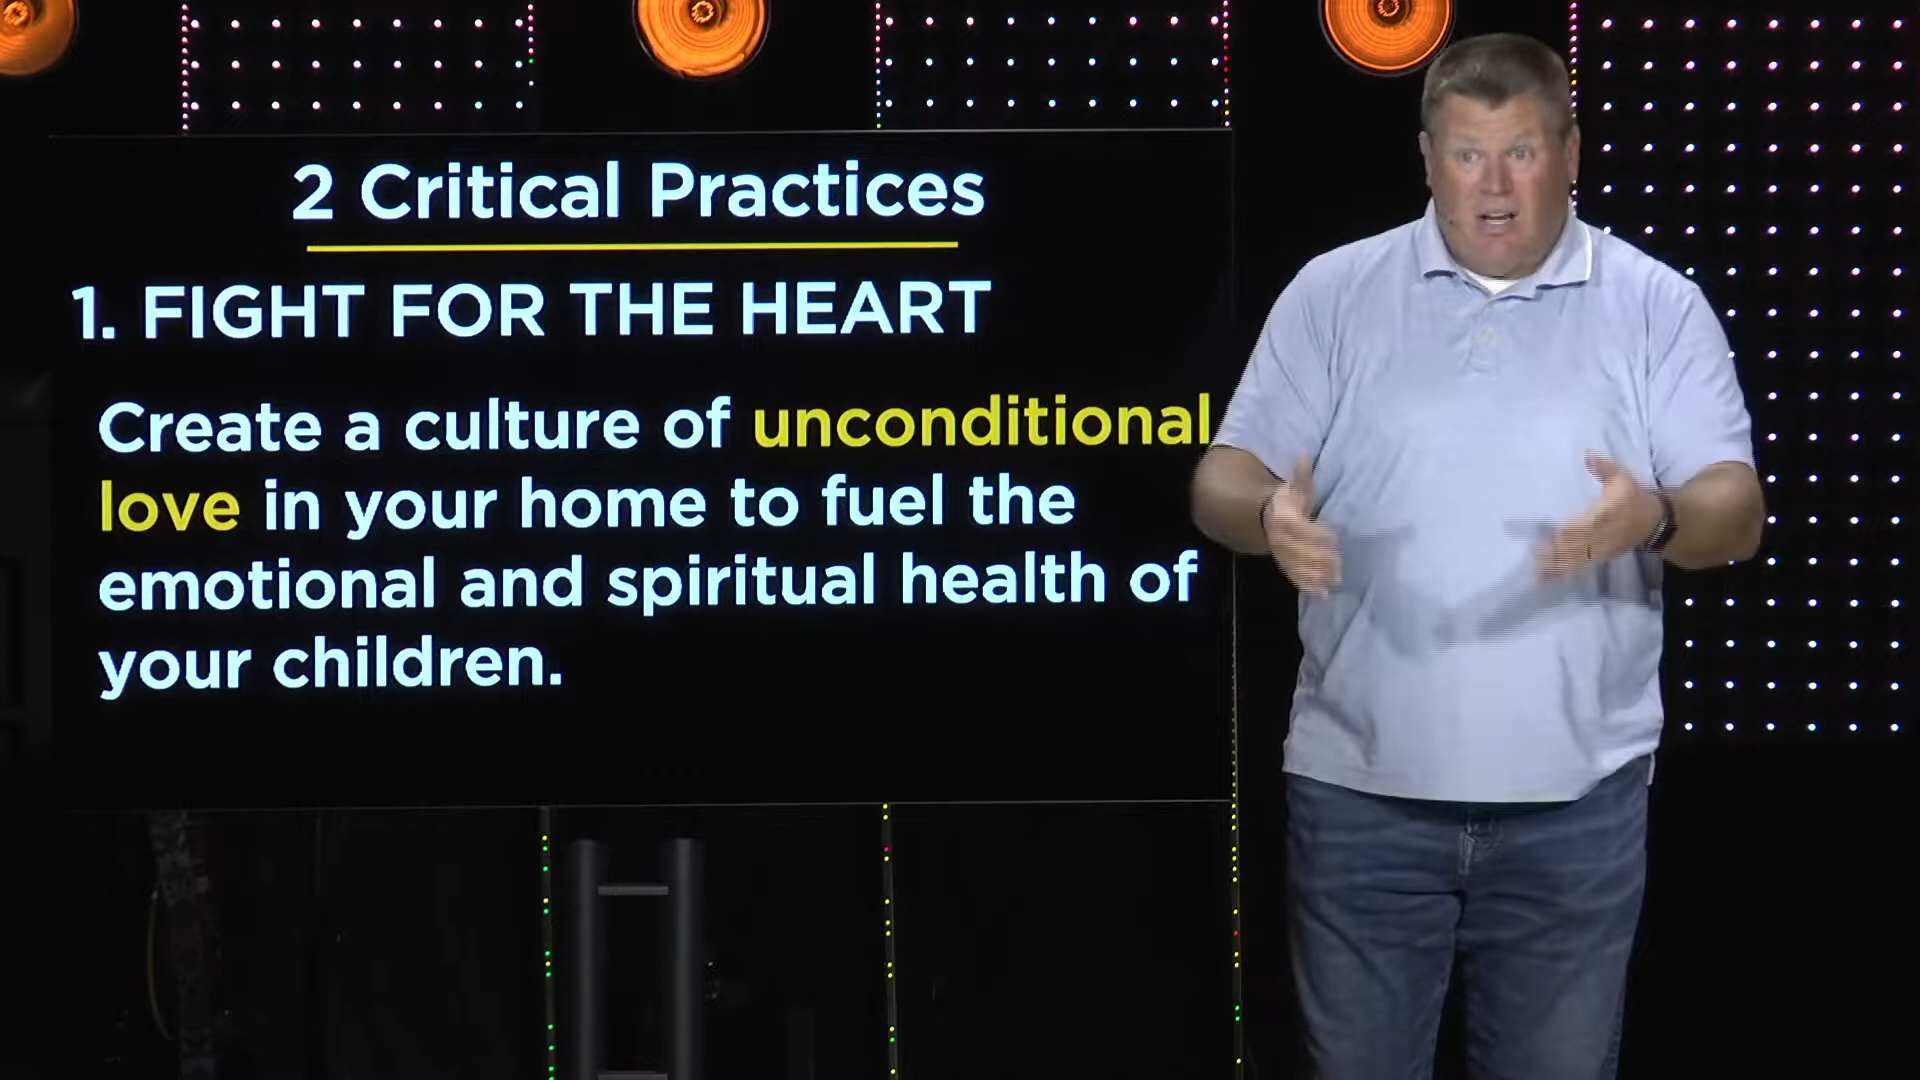 2 Critical Practices
1. FIGHT FOR THE HEART
Create a culture of unconditional
love in your home to fuel the
emotional and spiritual health of
your children.